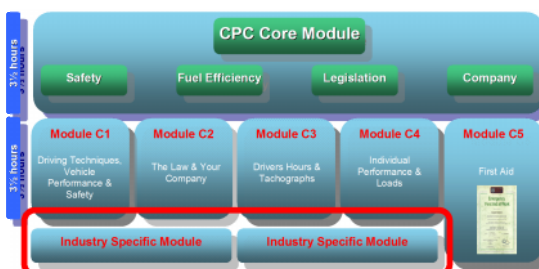 CPC Core Module
Safety
Fuel Efficiency
Legislation
Company
3½ hours
Module C1
Driving Techniques,
Vehicle
Performance &
Safety
Module C2
The Law & Your
Company
Module C3
Drivers Hours &
Tachographs
Module C4
Individual
Performance &
Loads
Module C5
First Aid
3½ hours
Industry Specific Module
Industry Specific Module